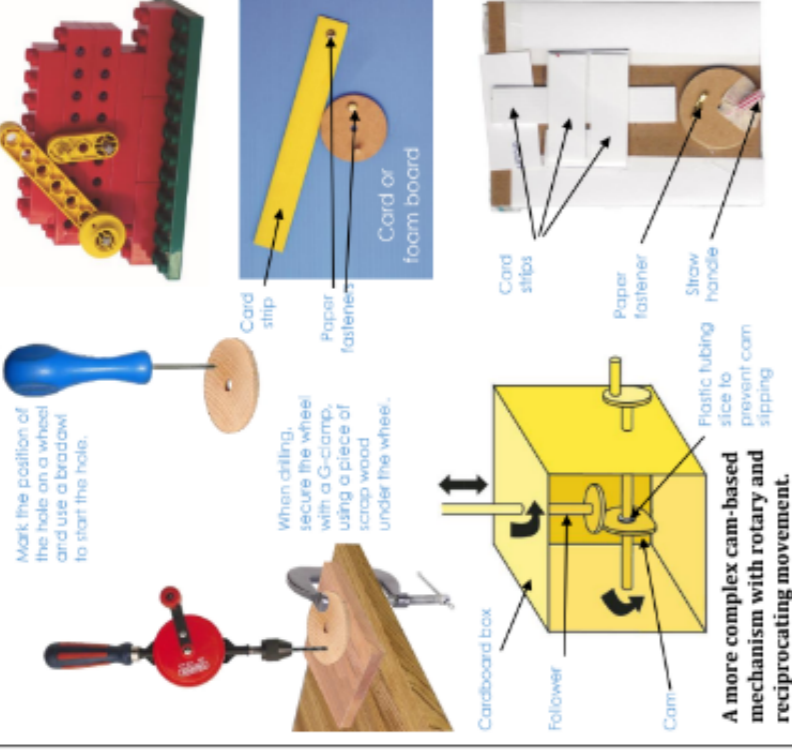 Mark the position of
the hole on a wheel
and use a bradawl
to start the hole.
When drilling,
secure the wheel
with a G-clamp,
using a piece of
scrap wood
under the wheel.
Card
strip
Paper
fasteners
Card or
foam board
Cardboard box
Follower
Cam
Plastic tubing
slice to
prevent cam
slipping
Card
strips
Paper
fastener
Straw
handle
A more complex cam-based
mechanism with rotary and
reciprocating movement.